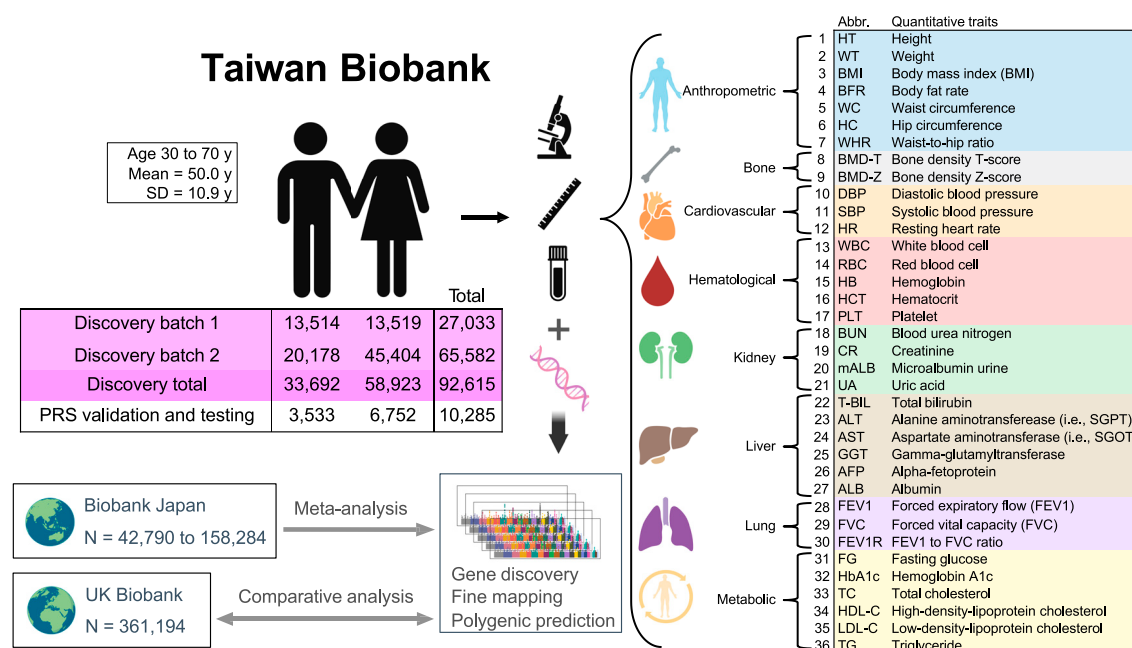 Taiwan Biobank
Age 30 to 70 y
Mean = 50.0 y
SD = 10.9 y
Total
Discovery batch 1 13,514 13,519 27,033
Discovery batch 2 20,178 45,404 65,582
Discovery total 33,692 58,923 92,615
PRS validation and testing 3,533 6,752 10,285
Biobank Japan
N = 42,790 to 158,284
Meta-analysis
UK Biobank
N = 361,194
Comparative analysis
Gene discovery
Fine mapping
Polygenic prediction
Abbr. Quantitative traits
Anthropometric
1 HT Height
2 WT Weight
3 BMI Body mass index (BMI)
4 BFR Body fat rate
5 WC Waist circumference
6 HC Hip circumference
7 WHR Waist-to-hip ratio
Bone
8 BMD-T Bone density T-score
9 BMD-Z Bone density Z-score
Cardiovascular
10 DBP Diastolic blood pressure
11 SBP Systolic blood pressure
12 HR Resting heart rate
Hematological
13 WBC White blood cell
14 RBC Red blood cell
15 HB Hemoglobin
16 HCT Hematocrit
17 PLT Platelet
Kidney
18 BUN Blood urea nitrogen
19 CR Creatinine
20 mALB Microalbumin urine
21 UA Uric acid
Liver
22 T-BIL Total bilirubin
23 ALT Alanine aminotransferease (i.e., SGPT)
24 AST Aspartate aminotransferase (i.e., SGOT
25 GGT Gamma-glutamyltransferase
26 AFP Alpha-fetoprotein
27 ALB Albumin
Lung
28 FEV1 Forced expiratory flow (FEV1)
29 FVC Forced vital capacity (FVC)
30 FEV1R FEV1 to FVC ratio
Metabolic
31 FG Fasting glucose
32 HbA1c Hemoglobin A1c
33 TC Total cholesterol
34 HDL-C High-density-lipoprotein cholesterol
35 LDL-C Low-density-lipoprotein cholesterol
36 TG Triglyceride